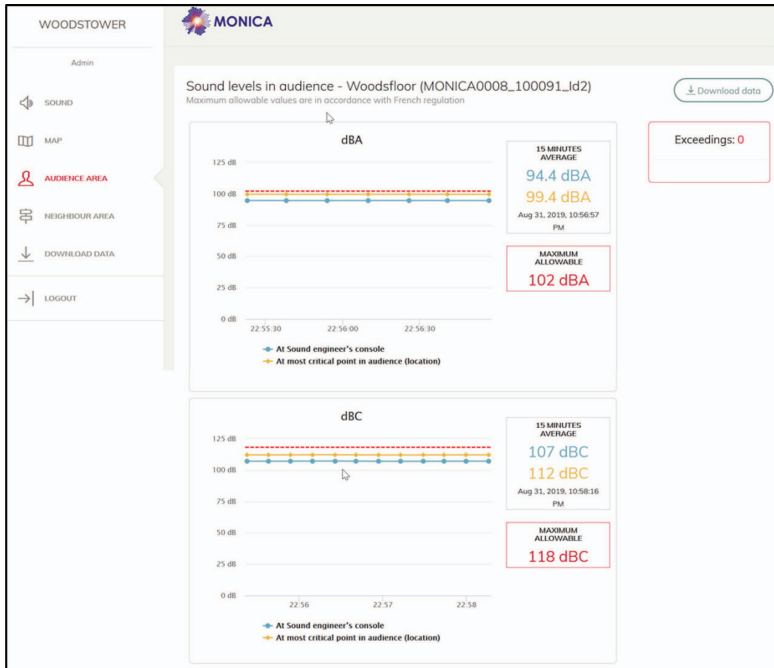 WOODSTOWER
Admin
SOUND
MAP
AUDIENCE AREA
NEIGHBOUR AREA
DOWNLOAD DATA
LOGOUT
MONICA
Sound levels in audience - Woodsfloor (MONICA0008_100091_Id2)
Maximum allowable values are in accordance with French regulation
Download data
Exceedings: 0
dBA
125 dB
100 dB
75 dB
50 dB
25 dB
0 dB
22:55:30 22:56:00 22:56:30
At Sound engineer's console
At most critical point in audience (location)
15 MINUTES
AVERAGE
94.4 dBA
99.4 dBA
Aug 31, 2019, 10:56:57
PM
MAXIMUM
ALLOWABLE
102 dBA
dBC
125 dB
100 dB
75 dB
50 dB
25 dB
0 dB
22:56 22:57 22:58
At Sound engineer's console
At most critical point in audience (location)
15 MINUTES
AVERAGE
107 dBC
112 dBC
Aug 31, 2019, 10:58:16
PM
MAXIMUM
ALLOWABLE
118 dBC